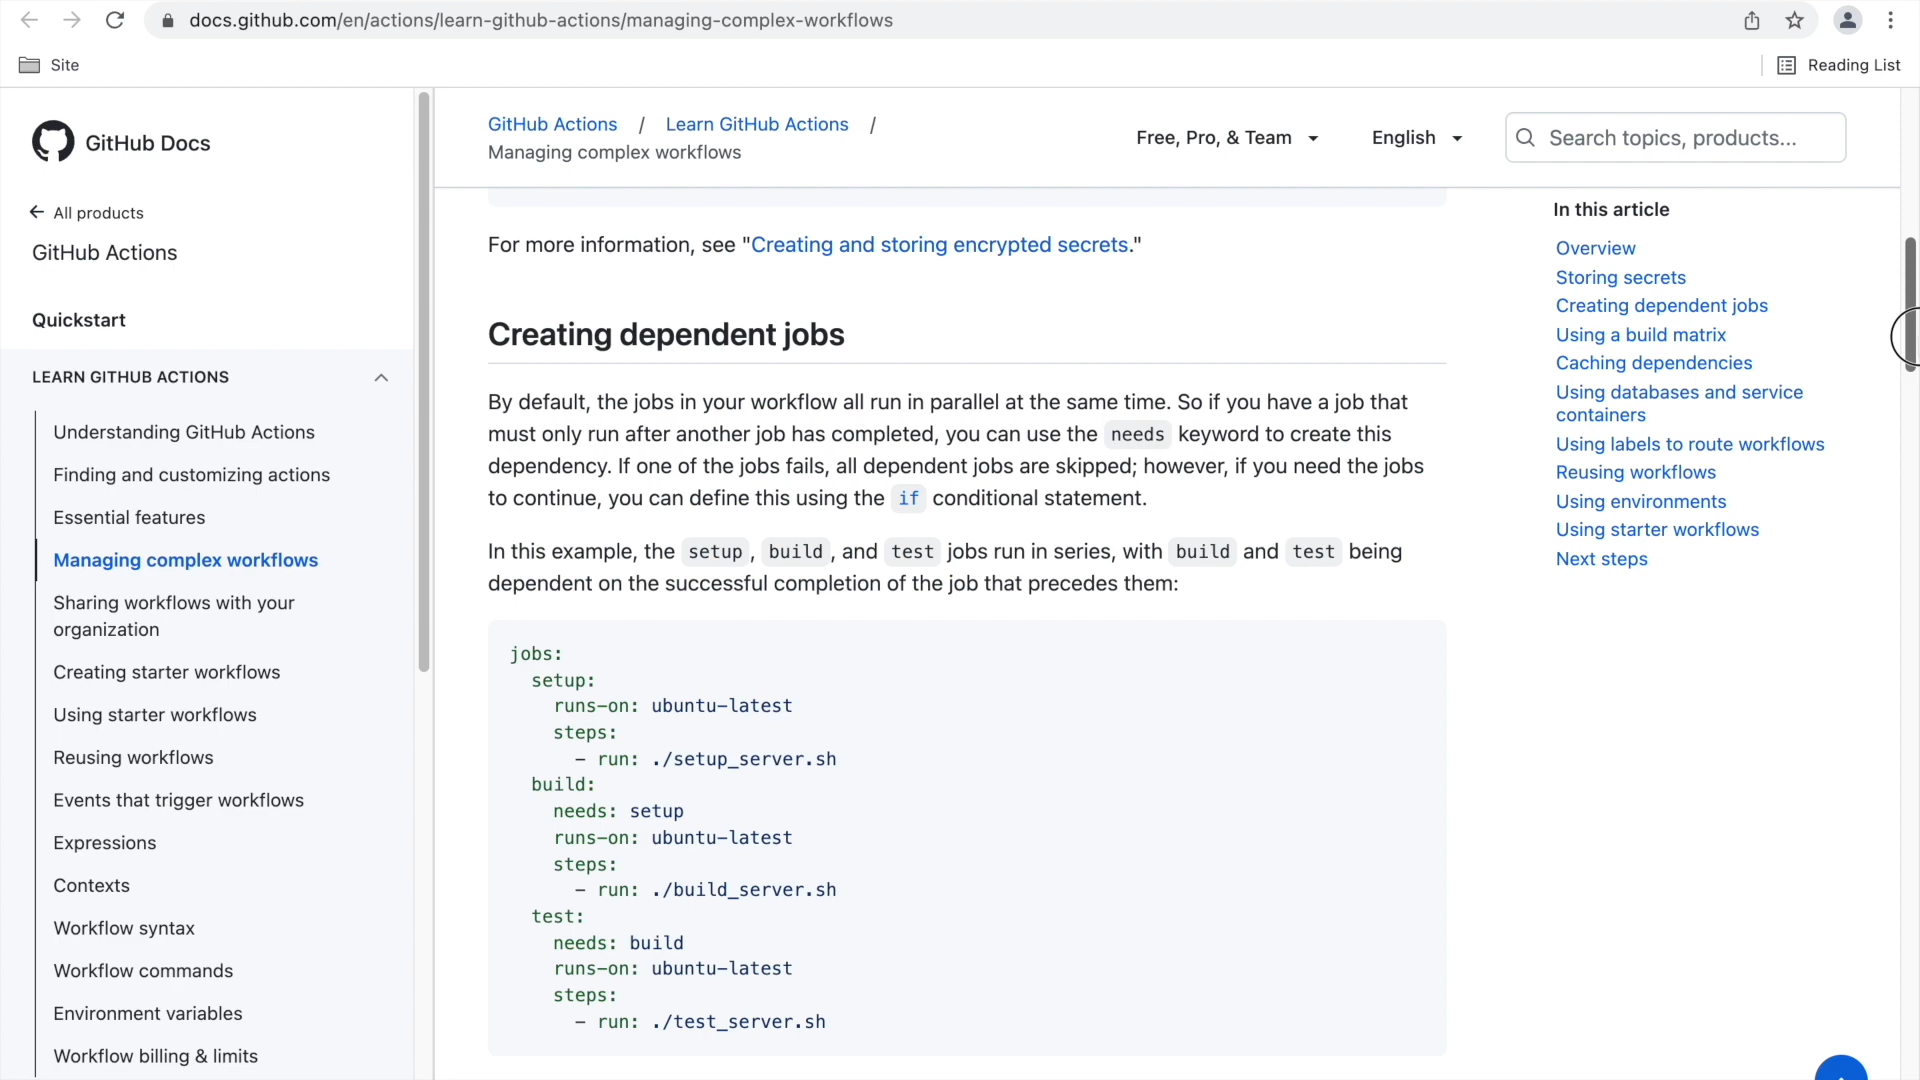 docs.github.com/en/actions/learn-github-actions/managing-complex-workflows
Site
Reading List
GitHub Docs
All products
GitHub Actions
Quickstart
LEARN GITHUB ACTIONS
Understanding GitHub Actions
Finding and customizing actions
Essential features
Managing complex workflows
Sharing workflows with your
organization
Creating starter workflows
Using starter workflows
Reusing workflows
Events that trigger workflows
Expressions
Contexts
Workflow syntax
Workflow commands
Environment variables
Workflow billing & limits
GitHub Actions / Learn GitHub Actions /
Managing complex workflows
Free, Pro, & Team
English
Search topics, products...
For more information, see "Creating and storing encrypted secrets."
Creating dependent jobs
By default, the jobs in your workflow all run in parallel at the same time. So if you have a job that
must only run after another job has completed, you can use the needs keyword to create this
dependency. If one of the jobs fails, all dependent jobs are skipped; however, if you need the jobs
to continue, you can define this using the if conditional statement.
In this example, the setup, build, and test jobs run in series, with build and test being
dependent on the successful completion of the job that precedes them:
jobs:
  setup:
    runs-on: ubuntu-latest
    steps:
      - run: ./setup_server.sh
  build:
    needs: setup
    runs-on: ubuntu-latest
    steps:
      - run: ./build_server.sh
  test:
    needs: build
    runs-on: ubuntu-latest
    steps:
      - run: ./test_server.sh
In this article
Overview
Storing secrets
Creating dependent jobs
Using a build matrix
Caching dependencies
Using databases and service
containers
Using labels to route workflows
Reusing workflows
Using environments
Using starter workflows
Next steps